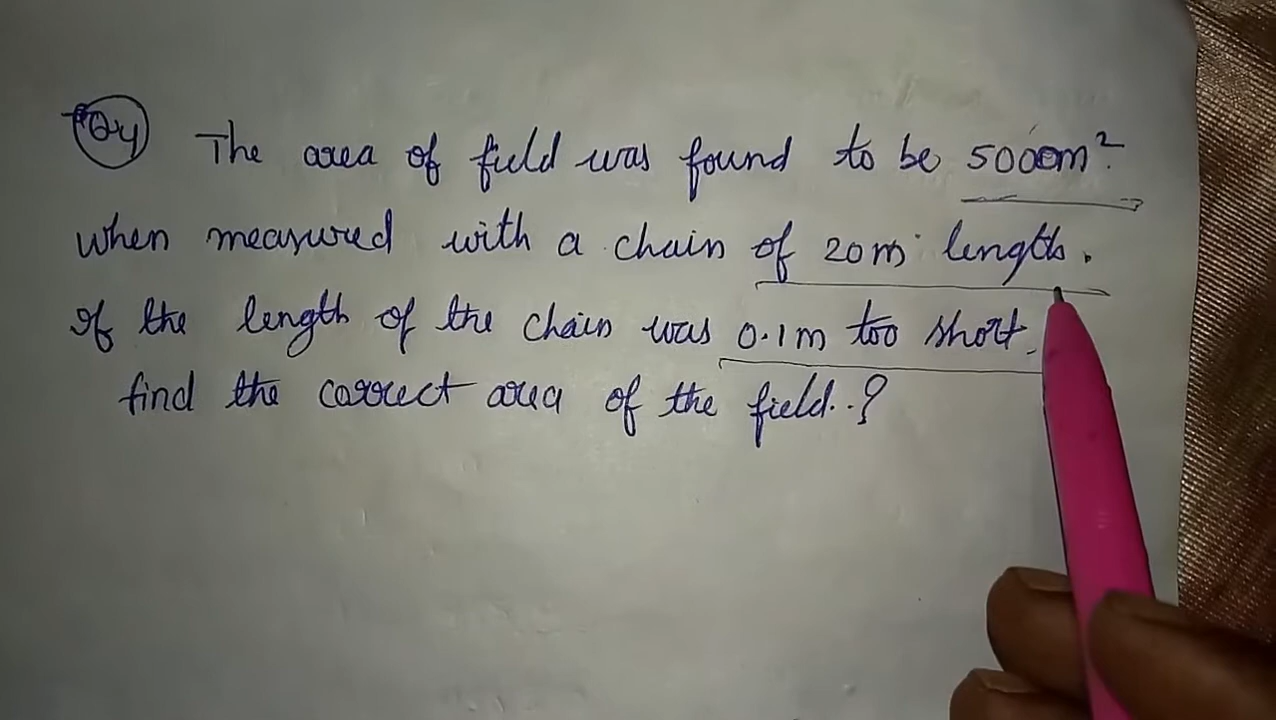 Q4 The area of field was found to be 5000m².
when measured with a chain of 20m length.
If the length of the chain was 0.1m too short.
find the correct area of the field..?